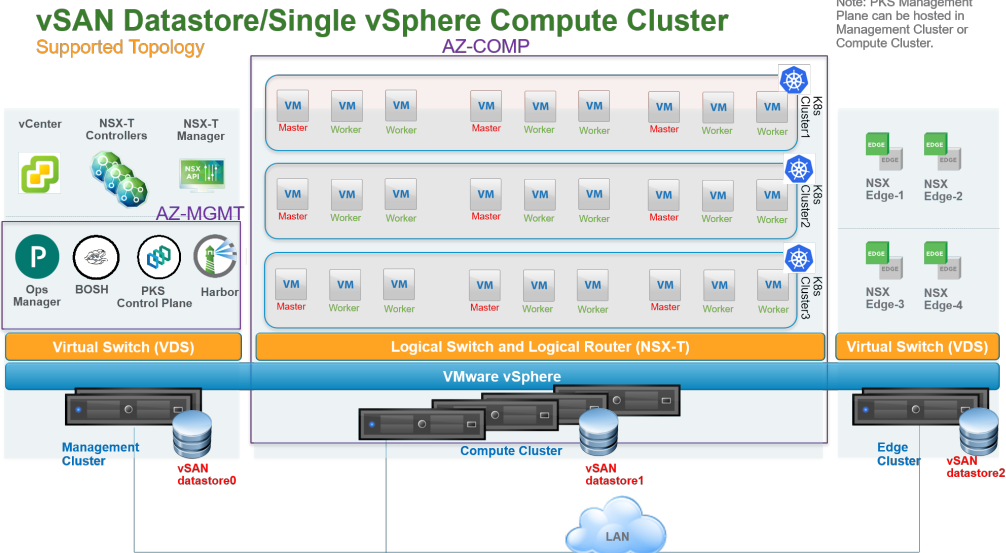 vSAN Datastore/Single vSphere Compute Cluster
Supported Topology
Note: PKS Management
Plane can be hosted in
Management Cluster or
Compute Cluster.
AZ-COMP
vCenter
NSX-T
Controllers
NSX-T
Manager
NSX
API
AZ-MGMT
P
Ops
Manager
BOSH
PKS
Control Plane
Harbor
VM VM VM VM VM VM VM VM VM
Master Worker Worker Master Worker Worker Master Worker Worker
K8s
Cluster1
VM VM VM VM VM VM VM VM VM
Master Worker Worker Master Worker Worker Master Worker Worker
K8s
Cluster2
VM VM VM VM VM VM VM VM VM
Master Worker Worker Master Worker Worker Master Worker Worker
K8s
Cluster3
EDGE
EDGE
NSX
Edge-1
EDGE
EDGE
NSX
Edge-2
EDGE
EDGE
NSX
Edge-3
EDGE
EDGE
NSX
Edge-4
Virtual Switch (VDS)
Logical Switch and Logical Router (NSX-T)
Virtual Switch (VDS)
VMware vSphere
Management
Cluster
vSAN
datastore0
Compute Cluster
vSAN
datastore1
Edge
Cluster
vSAN
datastore2
LAN